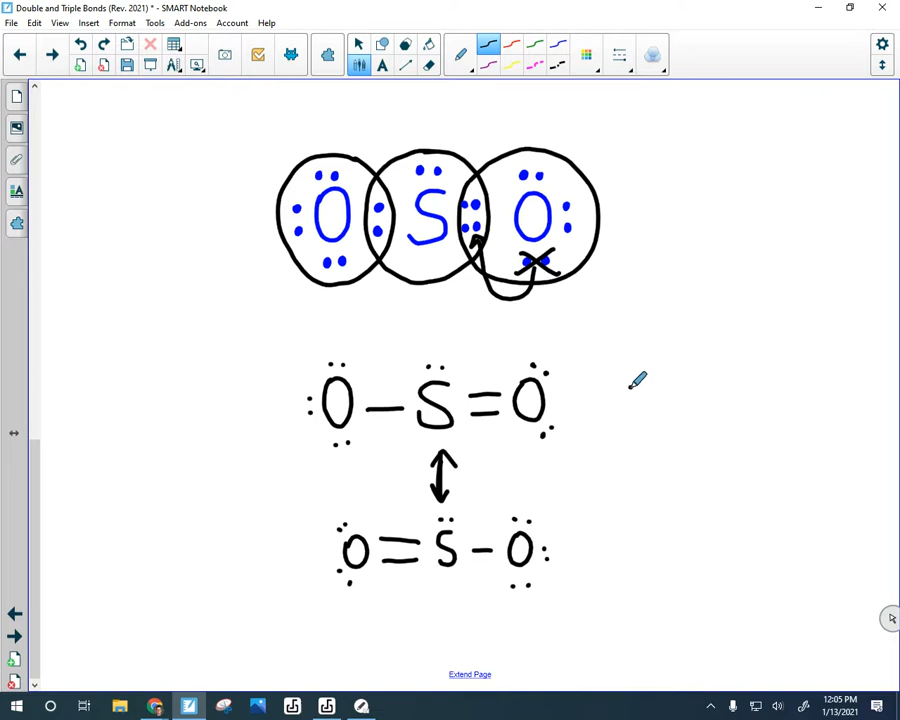 Double and Triple Bonds (Rev. 2021) * - SMART Notebook
File Edit View Insert Format Tools Add-ons Account Help
O S O
O - S = O
O = S - O
Extend Page
12:05 PM
1/13/2021